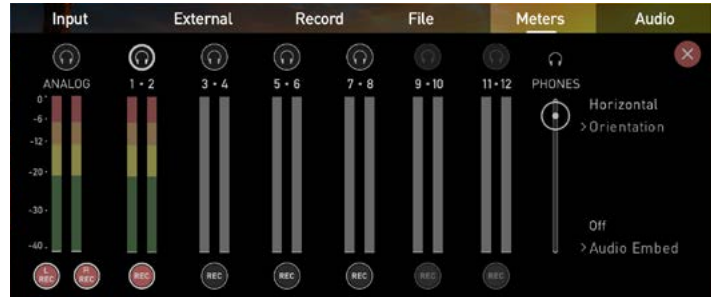 Input External Record File Meters Audio
ANALOG 1 • 2 3 • 4 5 • 6 7 • 8 9 • 10 11 • 12 PHONES
0
-6
-12
-20
-30
-40
Horizontal
>Orientation
Off
>Audio Embed
L REC R REC REC REC REC REC REC REC